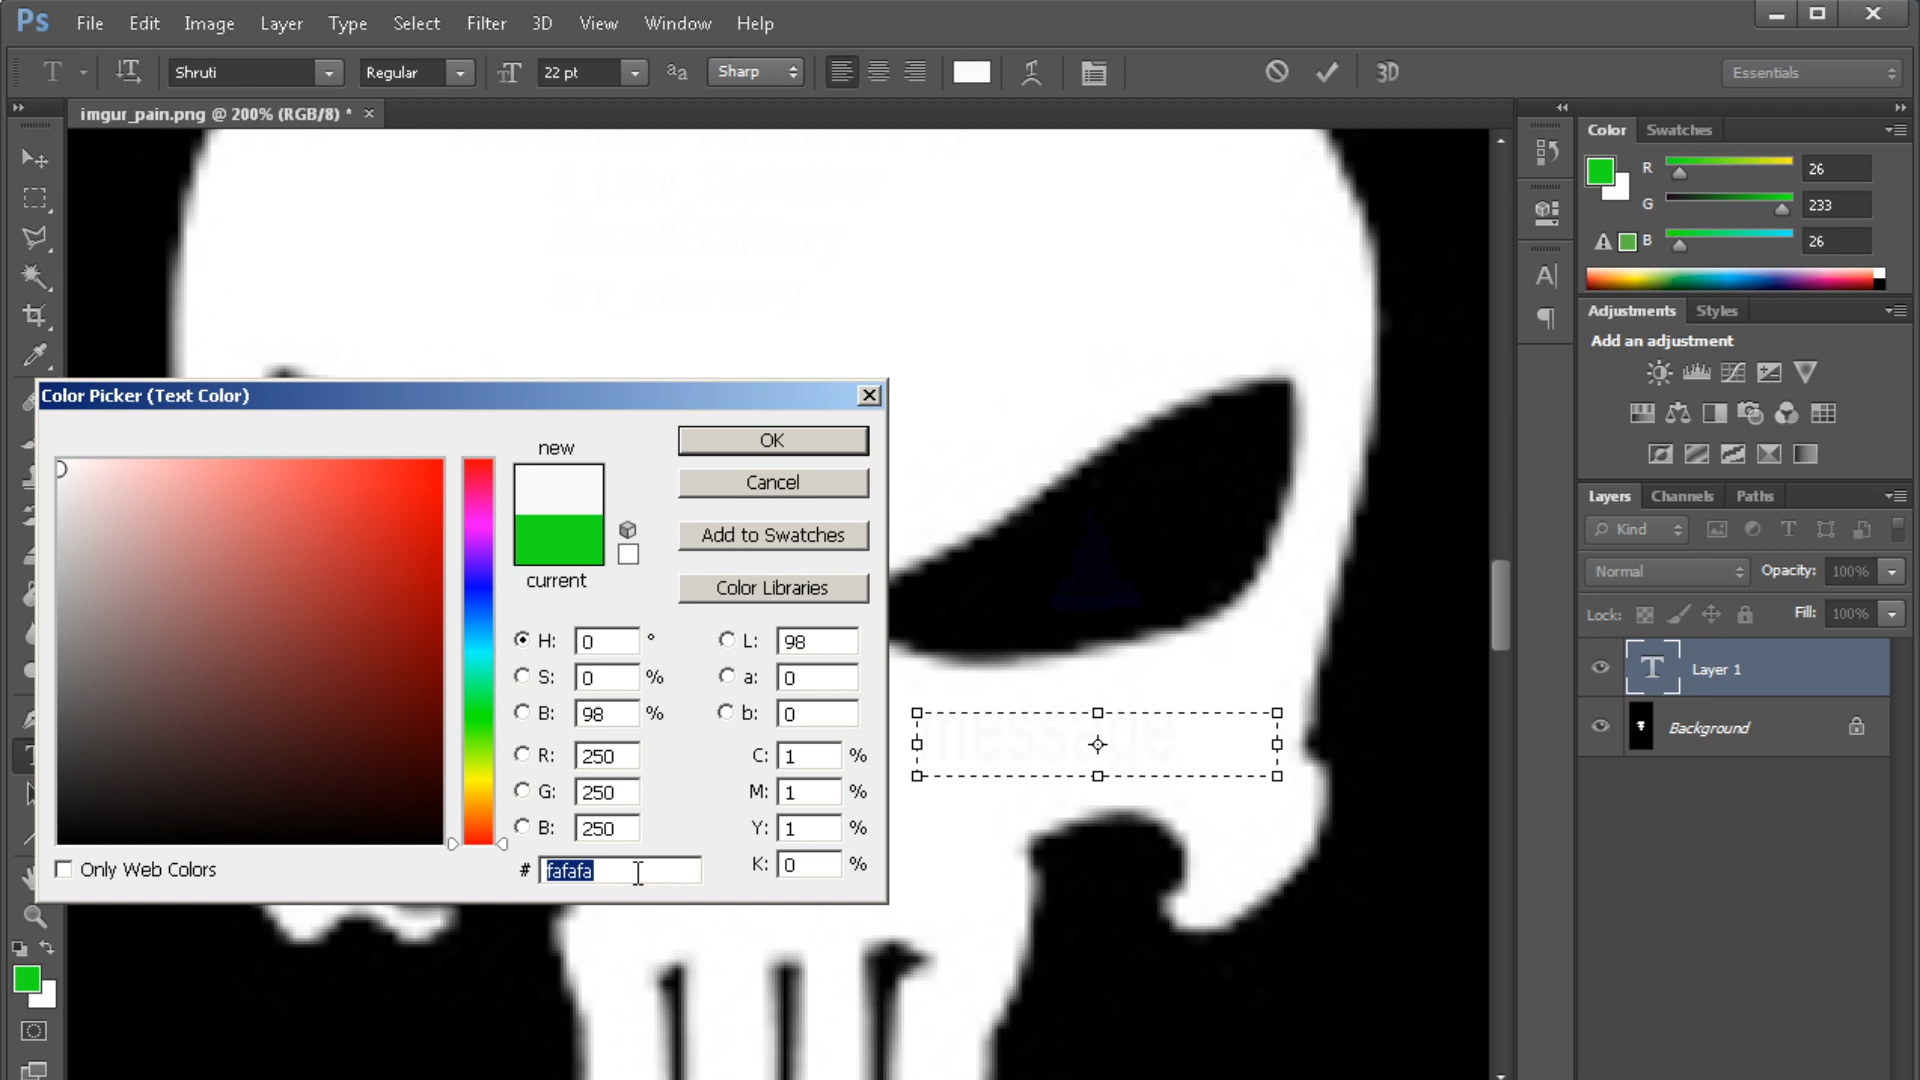 Ps File Edit Image Layer Type Select Filter 3D View Window Help
T Shruti Regular 22 pt aa Sharp 3D Essentials
imgur_pain.png @ 200% (RGB/8) * ×
Color Swatches
R 26
G 233
B 26
Adjustments Styles
Add an adjustment
Color Picker (Text Color)
new
current
OK
Cancel
Add to Swatches
Color Libraries
H: 0 °
S: 0 %
B: 98 %
R: 250
G: 250
B: 250
L: 98
a: 0
b: 0
C: 1 %
M: 1 %
Y: 1 %
K: 0 %
Only Web Colors
# fafafa
message
Layers Channels Paths
Kind
Normal Opacity: 100%
Lock: Fill: 100%
T Layer 1
Background